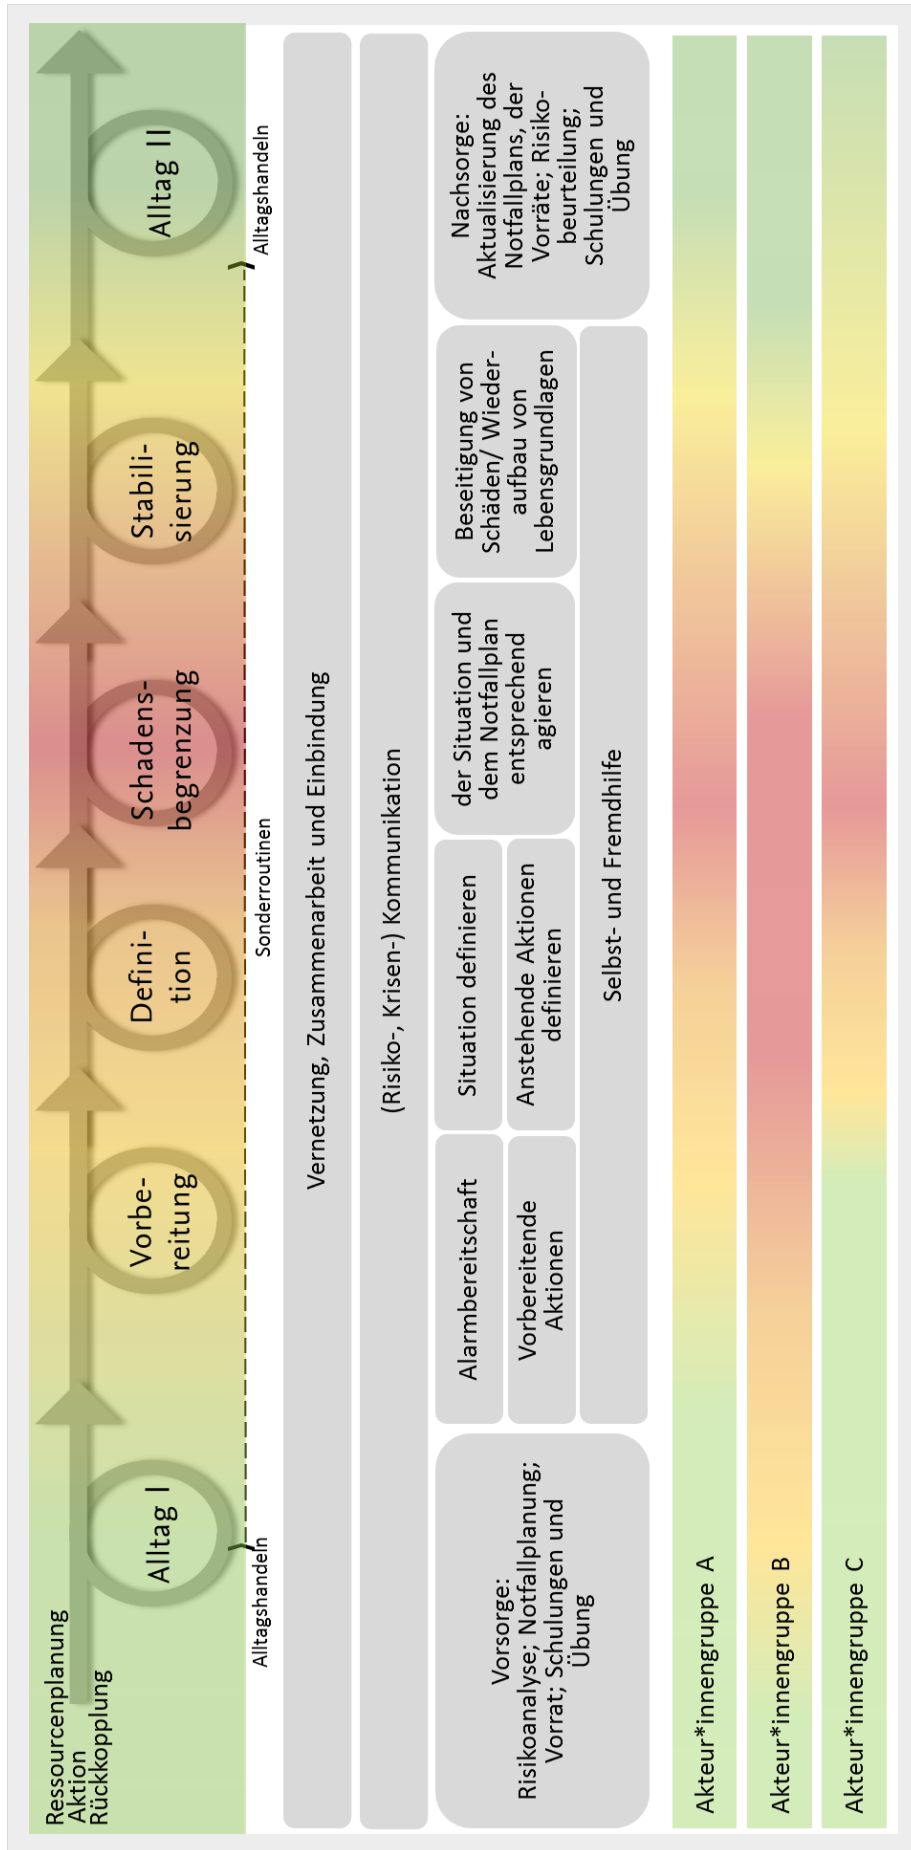 Ressourcenplanung
Aktion
Rückkopplung
Alltag I
Vorbe-
reitung
Defini-
tion
Schadens-
begrenzung
Stabili-
sierung
Alltag II
Alltagshandeln
Sonderroutinen
Alltagshandeln
Vernetzung, Zusammenarbeit und Einbindung
(Risiko-, Krisen-) Kommunikation
Vorsorge:
Risikoanalyse; Notfallplanung;
Vorrat; Schulungen und
Übung
Alarmbereitschaft
Vorbereitende
Aktionen
Situation definieren
Anstehende Aktionen
definieren
der Situation und
dem Notfallplan
entsprechend
agieren
Beseitigung von
Schäden/ Wieder-
aufbau von
Lebensgrundlagen
Selbst- und Fremdhilfe
Nachsorge:
Aktualisierung des
Notfallplans, der
Vorräte; Risiko-
beurteilung;
Schulungen und
Übung
Akteur*innengruppe A
Akteur*innengruppe B
Akteur*innengruppe C